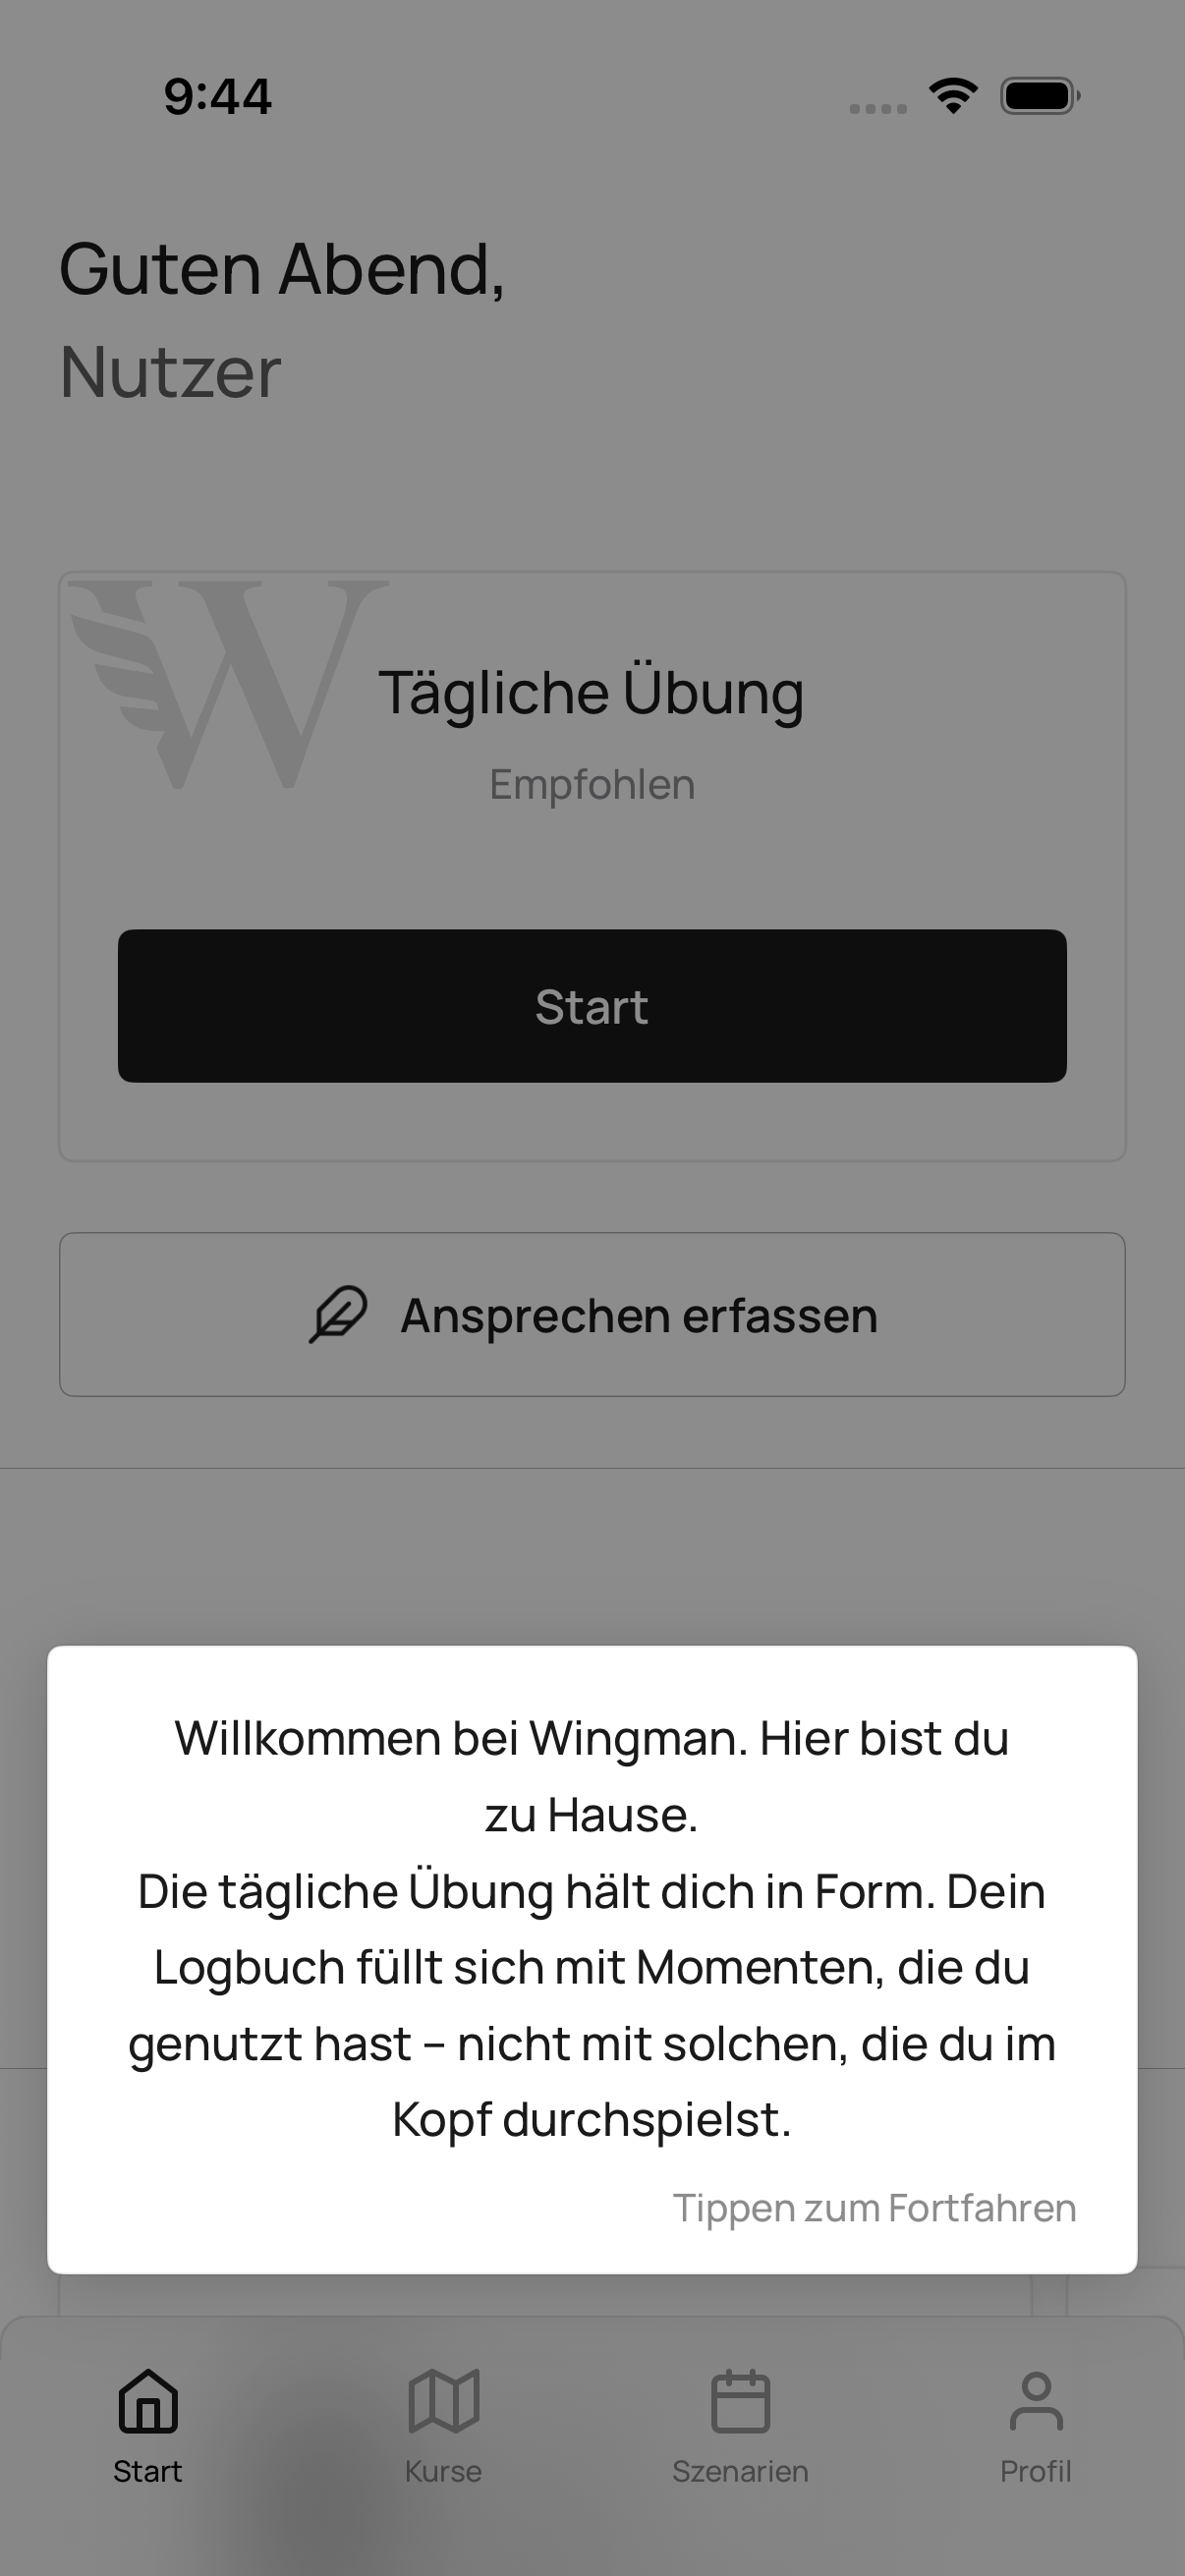 9:44
Guten Abend,
Nutzer
W
Tägliche Übung
Empfohlen
Start
Ansprechen erfassen
Willkommen bei Wingman. Hier bist du
zu Hause.
Die tägliche Übung hält dich in Form. Dein
Logbuch füllt sich mit Momenten, die du
genutzt hast – nicht mit solchen, die du im
Kopf durchspielst.
Tippen zum Fortfahren
Start
Kurse
Szenarien
Profil